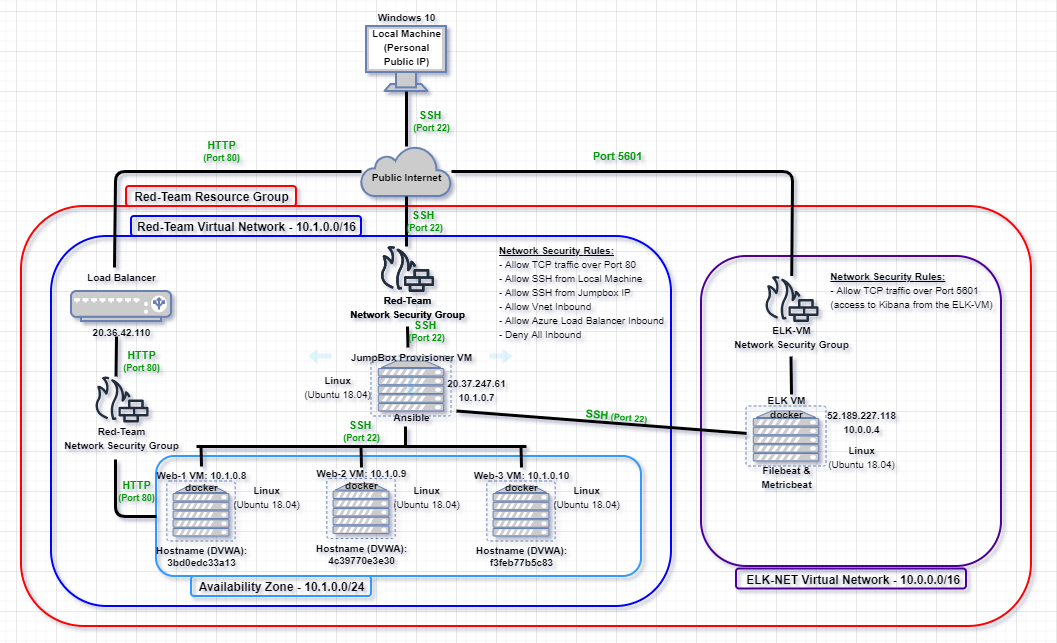 Windows 10
Local Machine
(Personal
Public IP)
SSH
(Port 22)
HTTP
(Port 80)
Port 5601
Public Internet
Red-Team Resource Group
SSH
(Port 22)
Red-Team Virtual Network - 10.1.0.0/16
Network Security Rules:
- Allow TCP traffic over Port 80
- Allow SSH from Local Machine
- Allow SSH from Jumpbox IP
- Allow Vnet Inbound
- Allow Azure Load Balancer Inbound
- Deny All Inbound
Network Security Rules:
- Allow TCP traffic over Port 5601
(access to Kibana from the ELK-VM)
Load Balancer
20.36.42.110
Red-Team
Network Security Group
SSH
(Port 22)
ELK-VM
Network Security Group
HTTP
(Port 80)
JumpBox Provisioner VM
Linux
(Ubuntu 18.04)
20.37.247.61
10.1.0.7
Ansible
Red-Team
Network Security Group
SSH
(Port 22)
SSH (Port 22)
ELK VM
docker
52.189.227.118
10.0.0.4
Linux
(Ubuntu 18.04)
Filebeat &
Metricbeat
HTTP
(Port 80)
Web-1 VM: 10.1.0.8
docker
Linux
(Ubuntu 18.04)
Hostname (DVWA):
3bd0edc33a13
Web-2 VM: 10.1.0.9
docker
Linux
(Ubuntu 18.04)
Hostname (DVWA):
4c39770e3e30
Web-3 VM: 10.1.0.10
docker
Linux
(Ubuntu 18.04)
Hostname (DVWA):
f3feb77b5c83
Availability Zone - 10.1.0.0/24
ELK-NET Virtual Network - 10.0.0.0/16